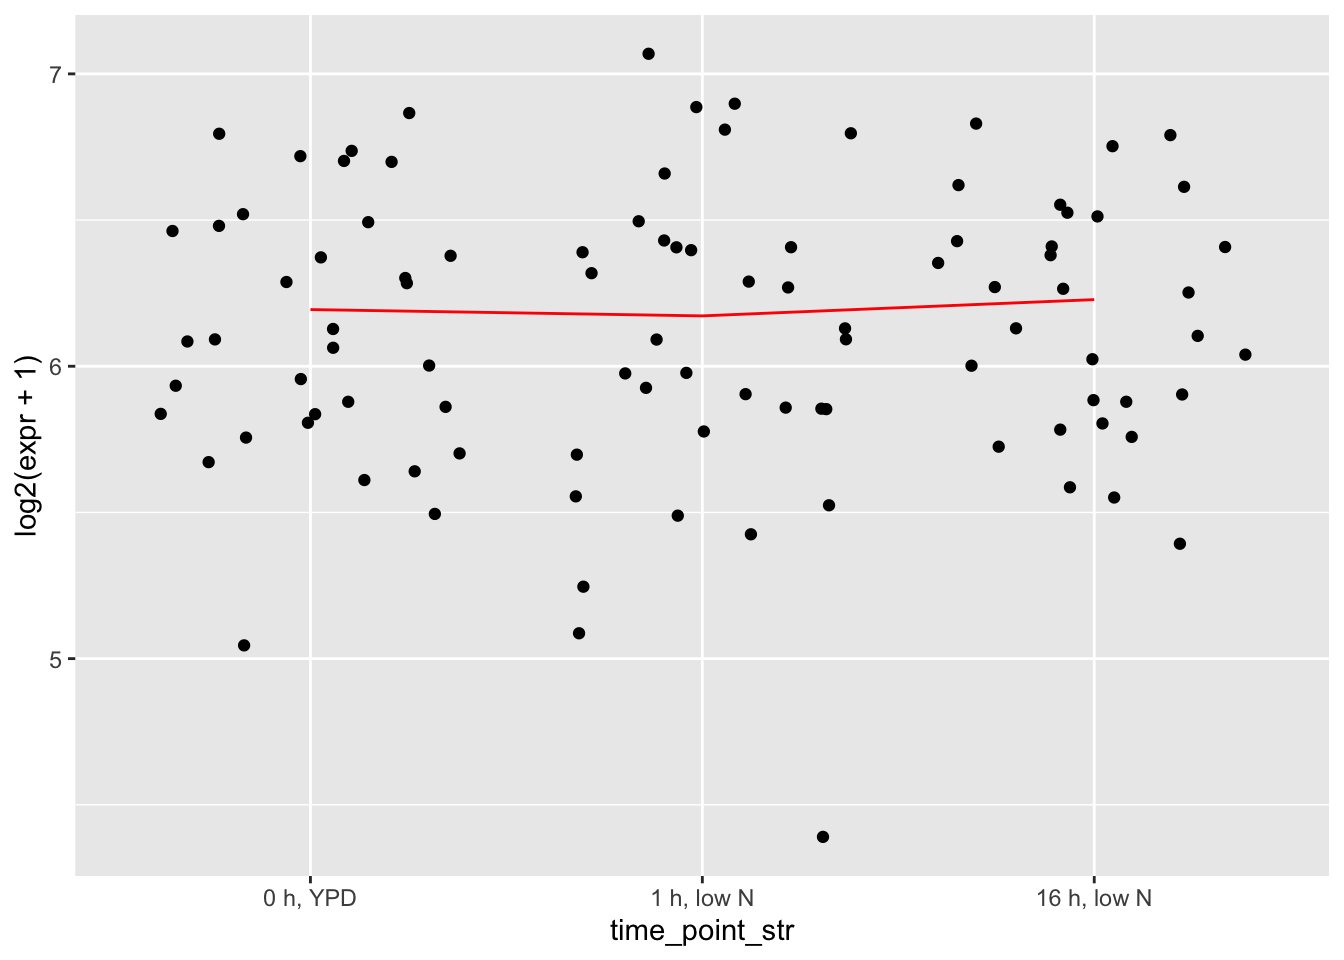 7
6
5
log2(expr + 1)
0 h, YPD
1 h, low N
16 h, low N
time_point_str